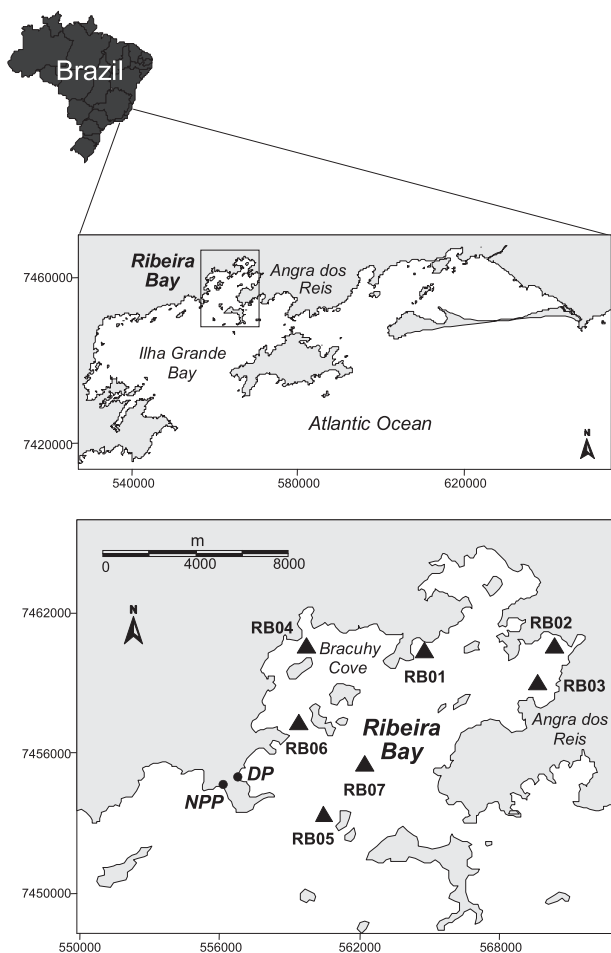 Brazil
Ribeira
Bay
Angra dos
Reis
Ilha Grande
Bay
Atlantic Ocean
N
7460000
7420000
540000
580000
620000
m
0
4000
8000
N
7462000
7456000
7450000
RB04
Bracuhy
Cove
RB01
RB02
RB03
Angra dos
Reis
RB06
Ribeira
Bay
DP
NPP
RB07
RB05
550000
556000
562000
568000